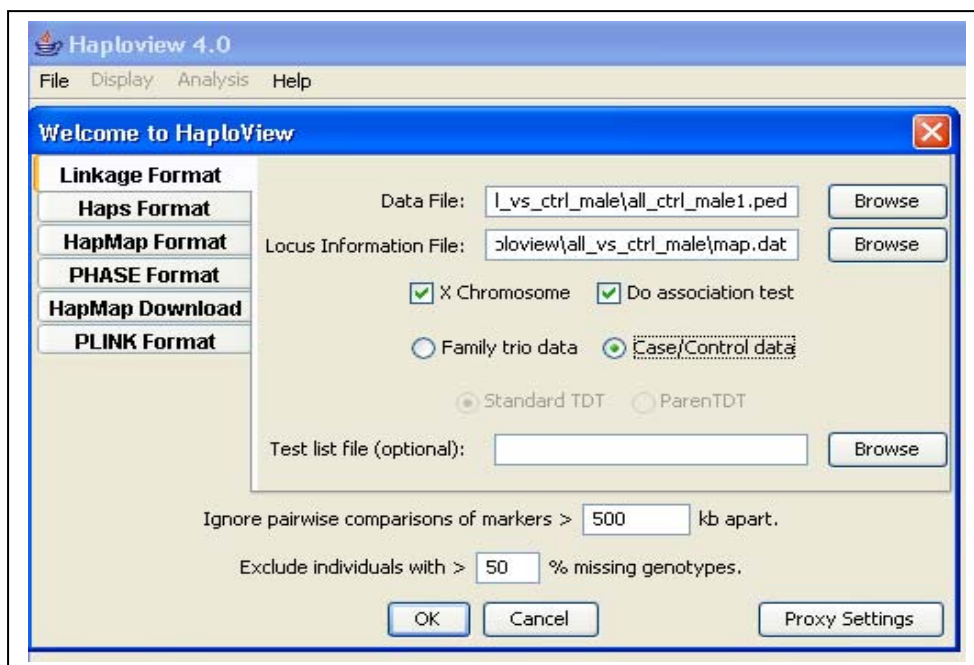 Haploview 4.0
File Display Analysis Help
Welcome to HaploView
Linkage Format
Haps Format
HapMap Format
PHASE Format
HapMap Download
PLINK Format
Data File: l_vs_ctrl_male\all_ctrl_male1.ped Browse
Locus Information File: ploview\all_vs_ctrl_male\map.dat Browse
X Chromosome Do association test
Family trio data Case/Control data
Standard TDT ParenTDT
Test list file (optional): Browse
Ignore pairwise comparisons of markers > 500 kb apart.
Exclude individuals with > 50 % missing genotypes.
OK Cancel Proxy Settings